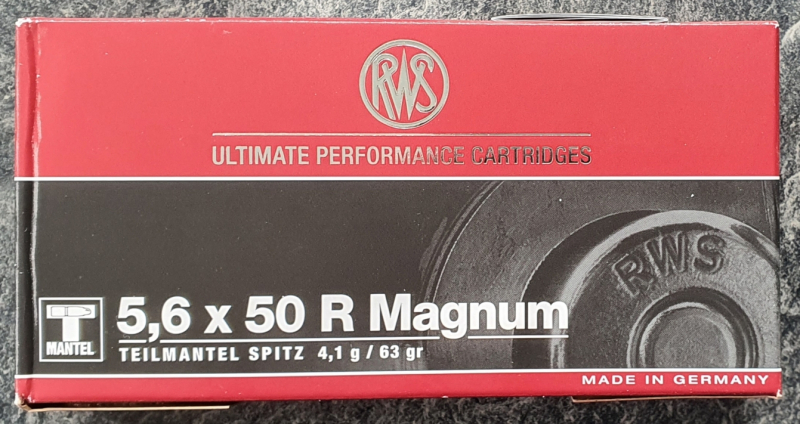 RWS
ULTIMATE PERFORMANCE CARTRIDGES
RWS
T
MANTEL
5,6 x 50 R Magnum
TEILMANTEL SPITZ 4,1 g / 63 gr
MADE IN GERMANY